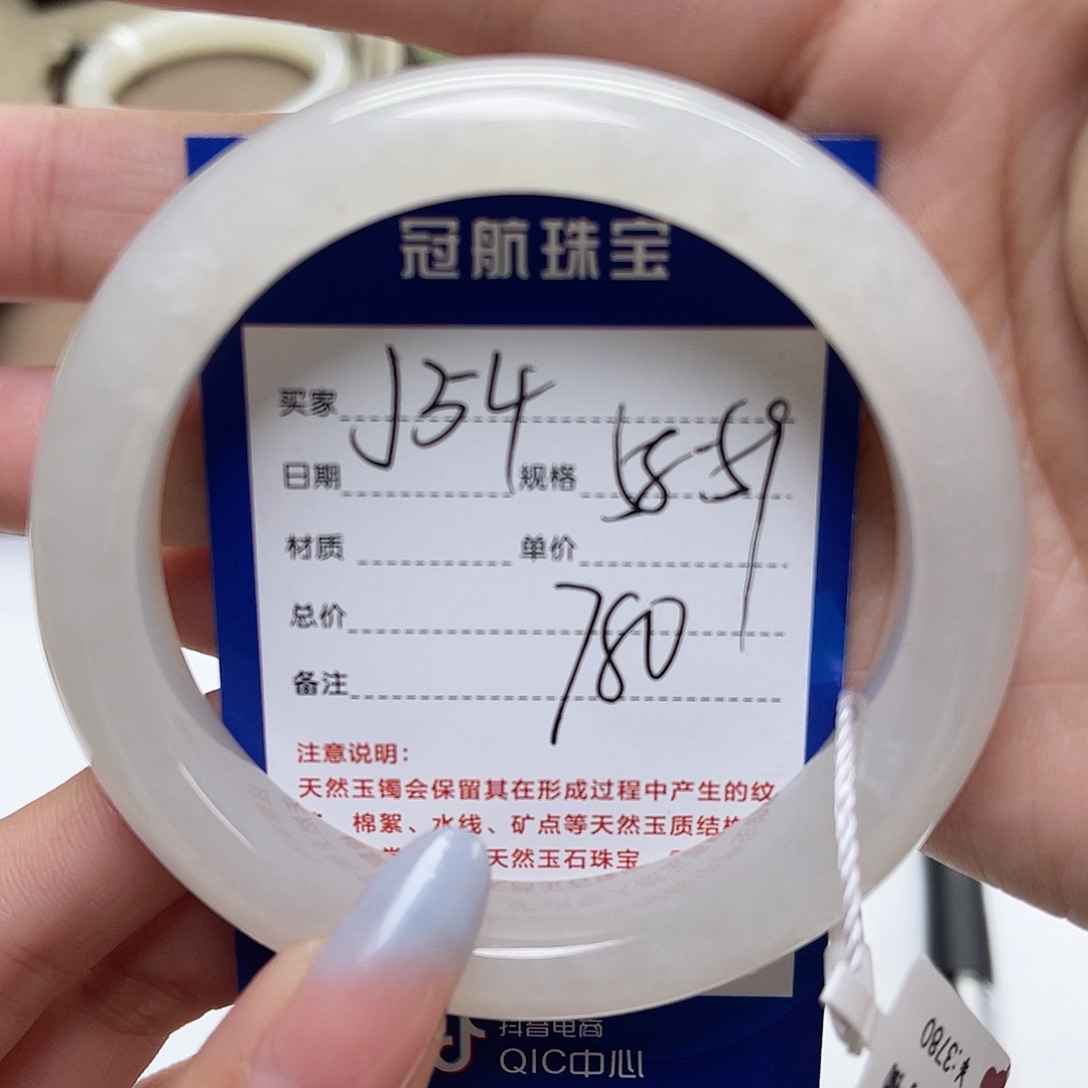 冠航珠宝
买家 J54
日期 规格 58-59
材质 单价
总价 780
备注
注意说明：
天然玉镯会保留其在形成过程中产生的纹
棉絮、水线、矿点等天然玉质结构
天然玉石珠宝
抖音电商
QIC中心
3780